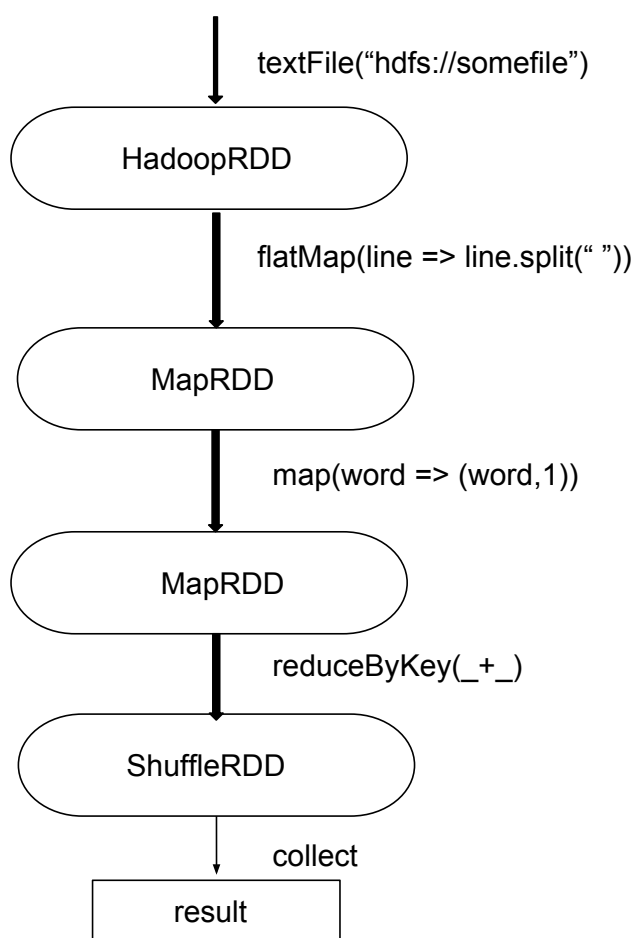 textFile(“hdfs://somefile”)
HadoopRDD
flatMap(line => line.split(“ ”))
MapRDD
map(word => (word,1))
MapRDD
reduceByKey(_+_)
ShuffleRDD
collect
result